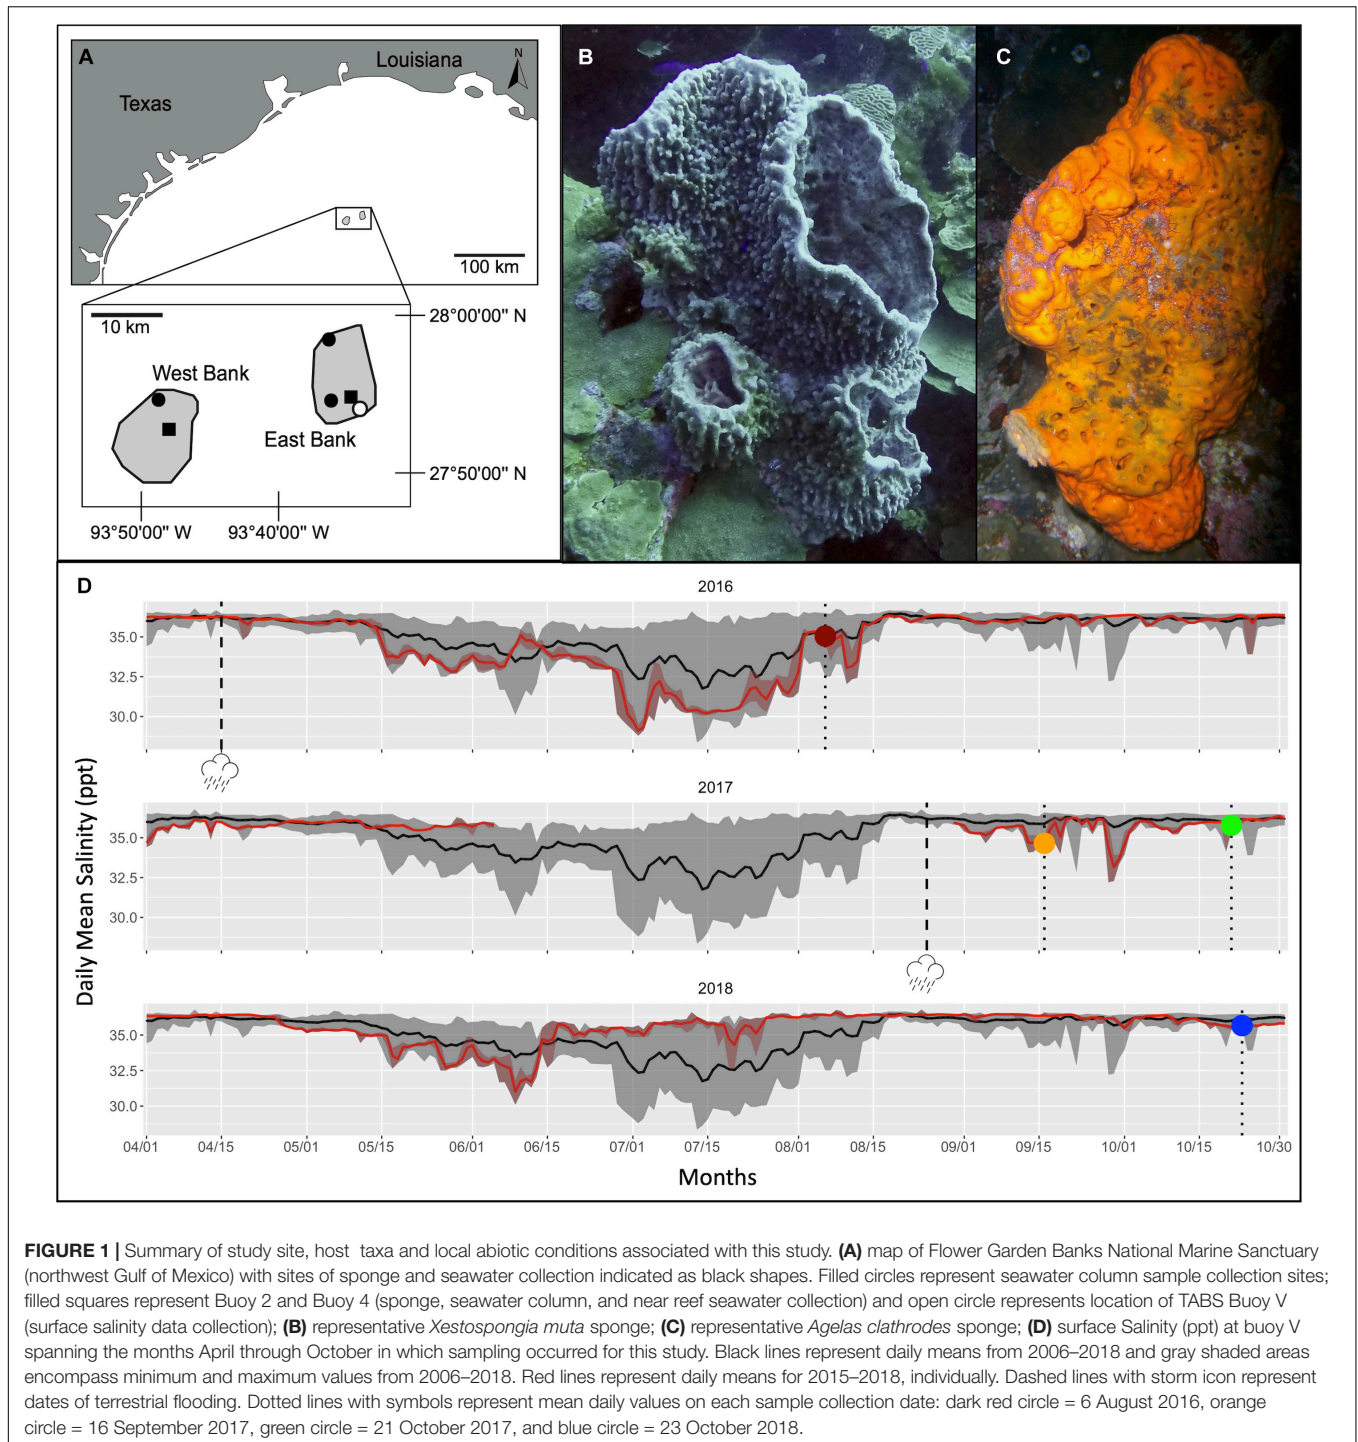 A
Louisiana
N
Texas
100 km
10 km
28°00'00" N
West Bank
East Bank
27°50'00" N
93°50'00" W
93°40'00" W
B
C
D
2016
35.0
32.5
30.0
2017
35.0
32.5
30.0
2018
35.0
32.5
30.0
Daily Mean Salinity (ppt)
04/01 04/15 05/01 05/15 06/01 06/15 07/01 07/15 08/01 08/15 09/01 09/15 10/01 10/15 10/30
Months
FIGURE 1 | Summary of study site, host taxa and local abiotic conditions associated with this study. (A) map of Flower Garden Banks National Marine Sanctuary
(northwest Gulf of Mexico) with sites of sponge and seawater collection indicated as black shapes. Filled circles represent seawater column sample collection sites;
filled squares represent Buoy 2 and Buoy 4 (sponge, seawater column, and near reef seawater collection) and open circle represents location of TABS Buoy V
(surface salinity data collection); (B) representative Xestospongia muta sponge; (C) representative Agelas clathrodes sponge; (D) surface Salinity (ppt) at buoy V
spanning the months April through October in which sampling occurred for this study. Black lines represent daily means from 2006–2018 and gray shaded areas
encompass minimum and maximum values from 2006–2018. Red lines represent daily means for 2015–2018, individually. Dashed lines with storm icon represent
dates of terrestrial flooding. Dotted lines with symbols represent mean daily values on each sample collection date: dark red circle = 6 August 2016, orange
circle = 16 September 2017, green circle = 21 October 2017, and blue circle = 23 October 2018.